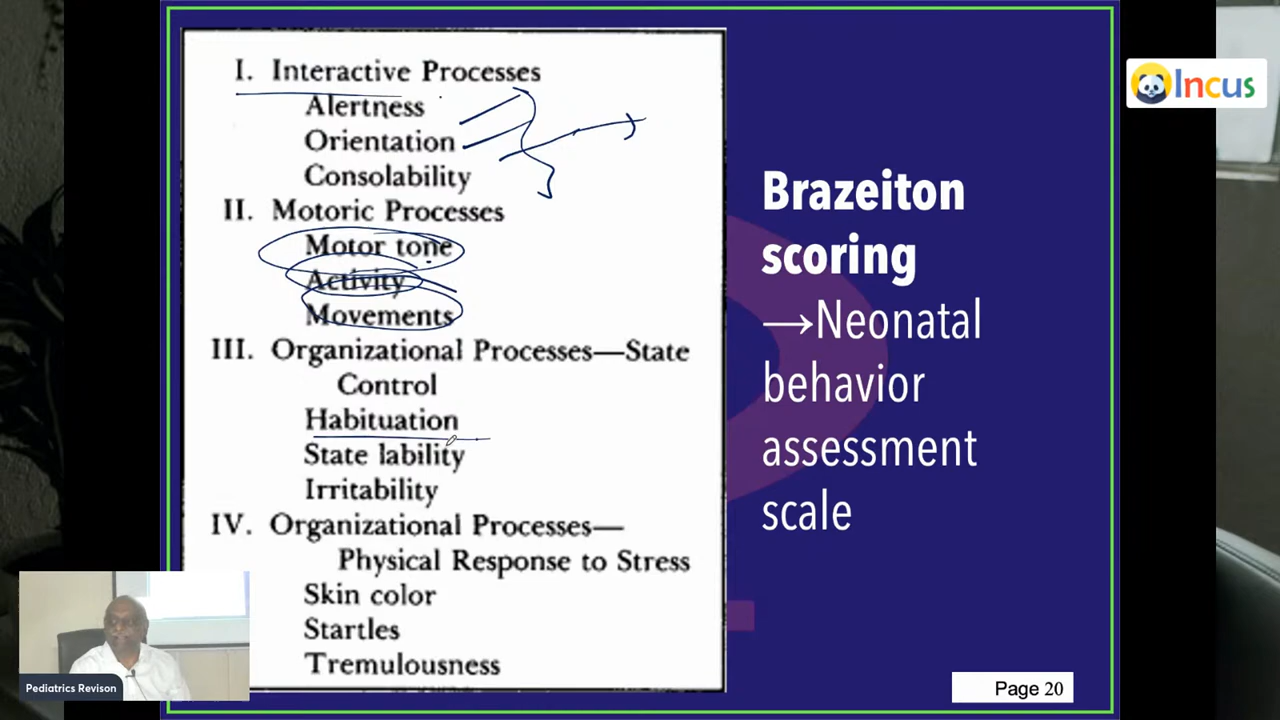 I. Interactive Processes
Alertness
Orientation
Consolability
II. Motoric Processes
Motor tone
Activity
Movements
III. Organizational Processes—State
Control
Habituation
State lability
Irritability
IV. Organizational Processes—
Physical Response to Stress
Skin color
Startles
Tremulousness
Brazeiton
scoring
→Neonatal
behavior
assessment
scale
Incus
Pediatrics Revison
Page 20